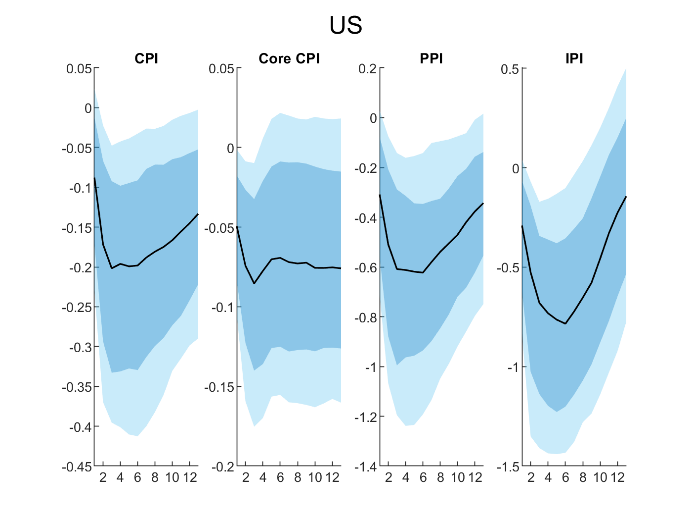 US
CPI Core CPI PPI IPI
0.05 0.05 0.2 0.5
0 0 0 0
-0.05 -0.05 -0.2 -0.5
-0.1 -0.1 -0.4 -1
-0.15 -0.15 -0.6 -1.5
-0.2 -0.2 -0.8
-0.25 -1
-0.3 -1.2
-0.35 -1.4
-0.4
-0.45
2 4 6 8 10 12 2 4 6 8 10 12 2 4 6 8 10 12 2 4 6 8 10 12